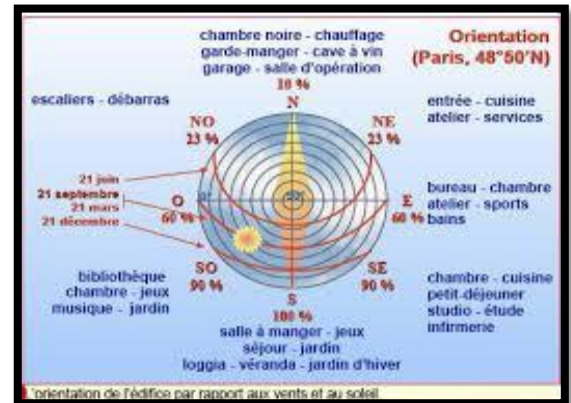 chambre noire - chauffage
garde-manger - cave à vin
garage - salle d'opération
10 %
N
Orientation
(Paris, 48°50'N)
escaliers - débarras
entrée - cuisine
atelier - services
NO
23 %
NE
23 %
21 juin
21 septembre
21 mars
21 décembre
O
60 %
E
60 %
bureau - chambre
atelier - sports
bains
SO
90 %
SE
90 %
bibliothèque
chambre - jeux
musique - jardin
chambre - cuisine
petit-déjeuner
studio - étude
infirmerie
S
100 %
salle à manger - jeux
séjour - jardin
loggia - véranda - jardin d'hiver
L'orientation de l'édifice par rapport aux vents et au soleil